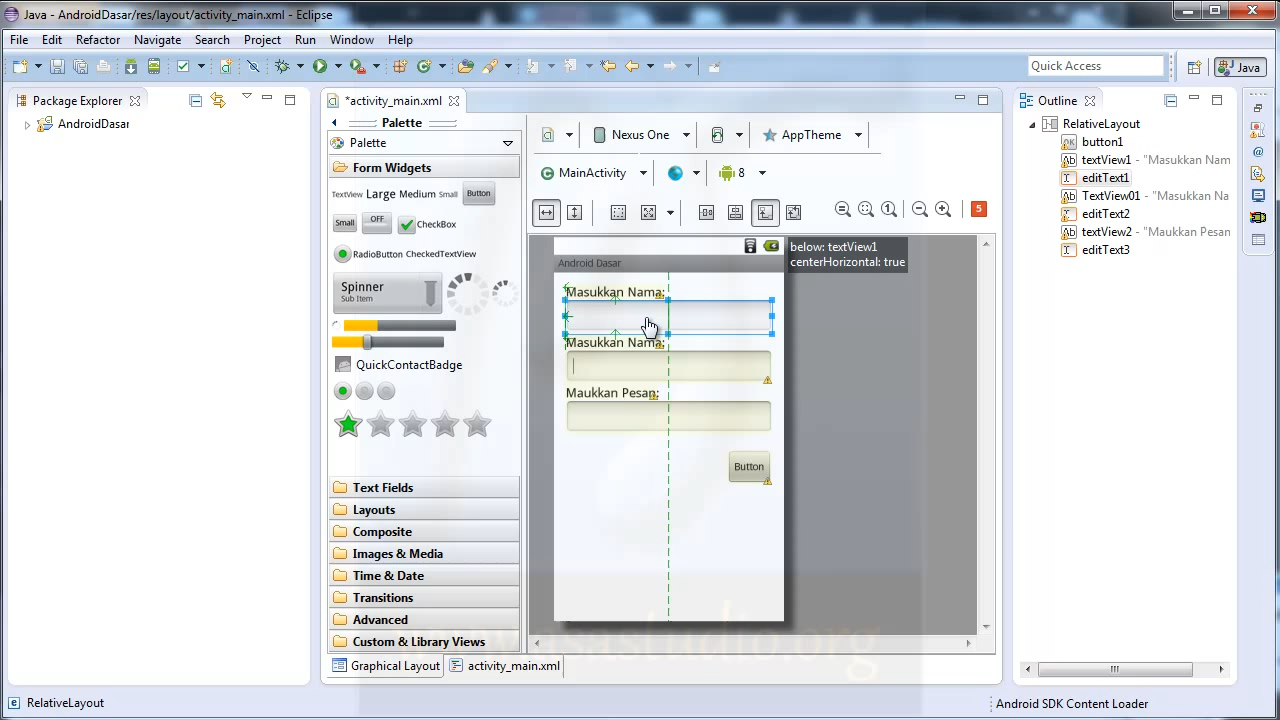 Java - AndroidDasar/res/layout/activity_main.xml - Eclipse
File Edit Refactor Navigate Search Project Run Window Help
Quick Access
Java
Package Explorer
AndroidDasar
*activity_main.xml
Palette
Palette
Form Widgets
TextView Large Medium Small Button
Small OFF CheckBox
RadioButton CheckedTextView
Spinner
Sub Item
QuickContactBadge
Text Fields
Layouts
Composite
Images & Media
Time & Date
Transitions
Advanced
Custom & Library Views
Graphical Layout
activity_main.xml
Nexus One
AppTheme
MainActivity
8
1
5
Android Dasar
below: textView1
centerHorizontal: true
Masukkan Nama:
Masukkan Nama:
Maukkan Pesan:
Button
Outline
RelativeLayout
OK button1
Ab textView1 - "Masukkan Nam
I editText1
Ab TextView01 - "Masukkan Na
I editText2
Ab textView2 - "Maukkan Pesan
I editText3
RelativeLayout
Android SDK Content Loader